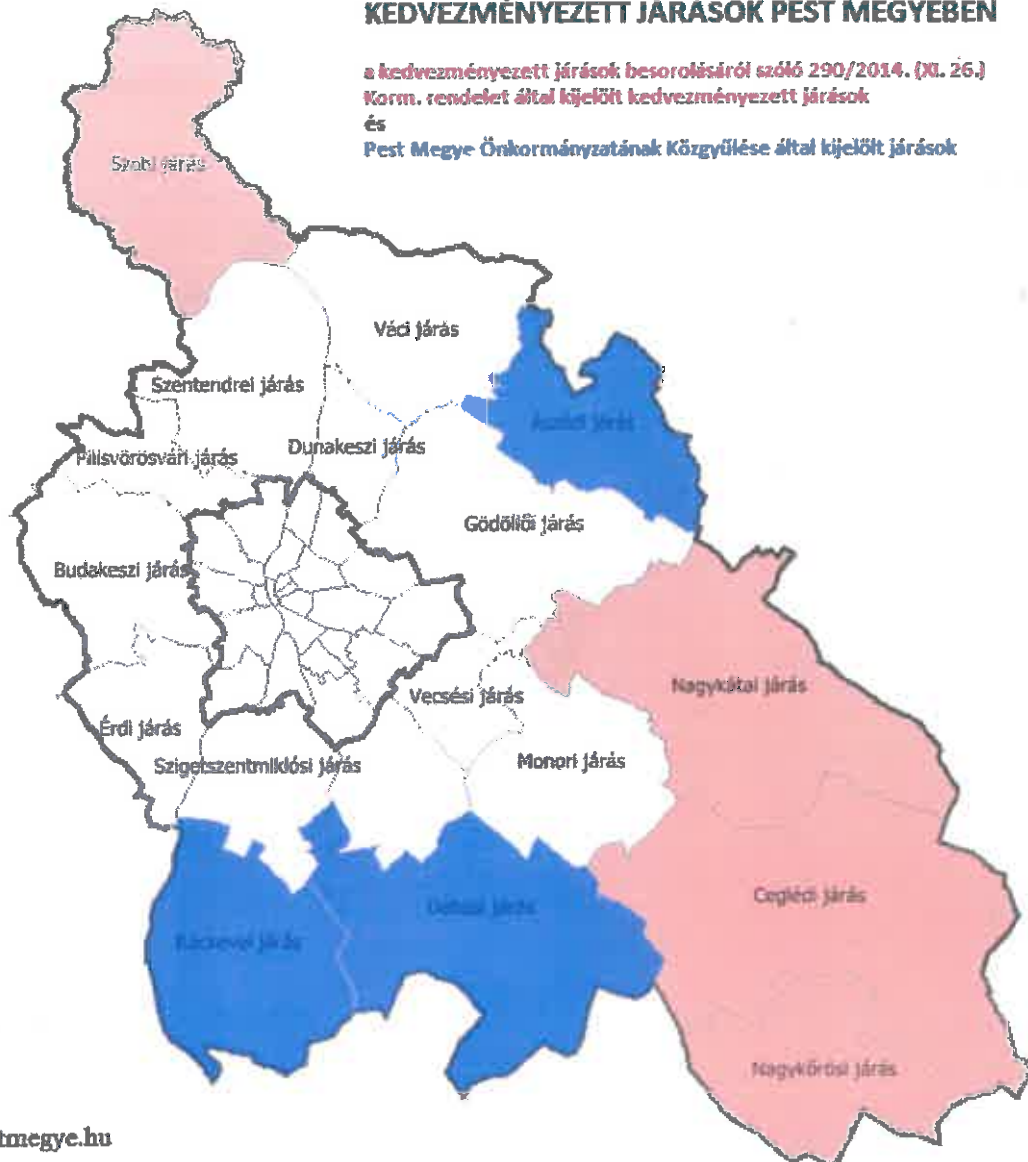 KEDVEZMÉNYEZETT JÁRÁSOK PEST MEGYÉBEN
a kedvezményezett járások besorolásáról szóló 290/2014. (XI. 26.)
Korm. rendelet által kijelölt kedvezményezett járások
és
Pest Megye Önkormányzatának Közgyűlése által kijelölt járások
Szobi járás
Váci járás
Szentendrei járás
Aszódi járás
Dunakeszi járás
Pilisvörösvári járás
Gödöllői járás
Budakeszi járás
Nagykátai járás
Vecsési járás
Érdi járás
Szigetszentmiklósi járás
Monori járás
Ceglédi járás
Dabasi járás
Ráckevei járás
Nagykőrösi járás
tmegye.hu